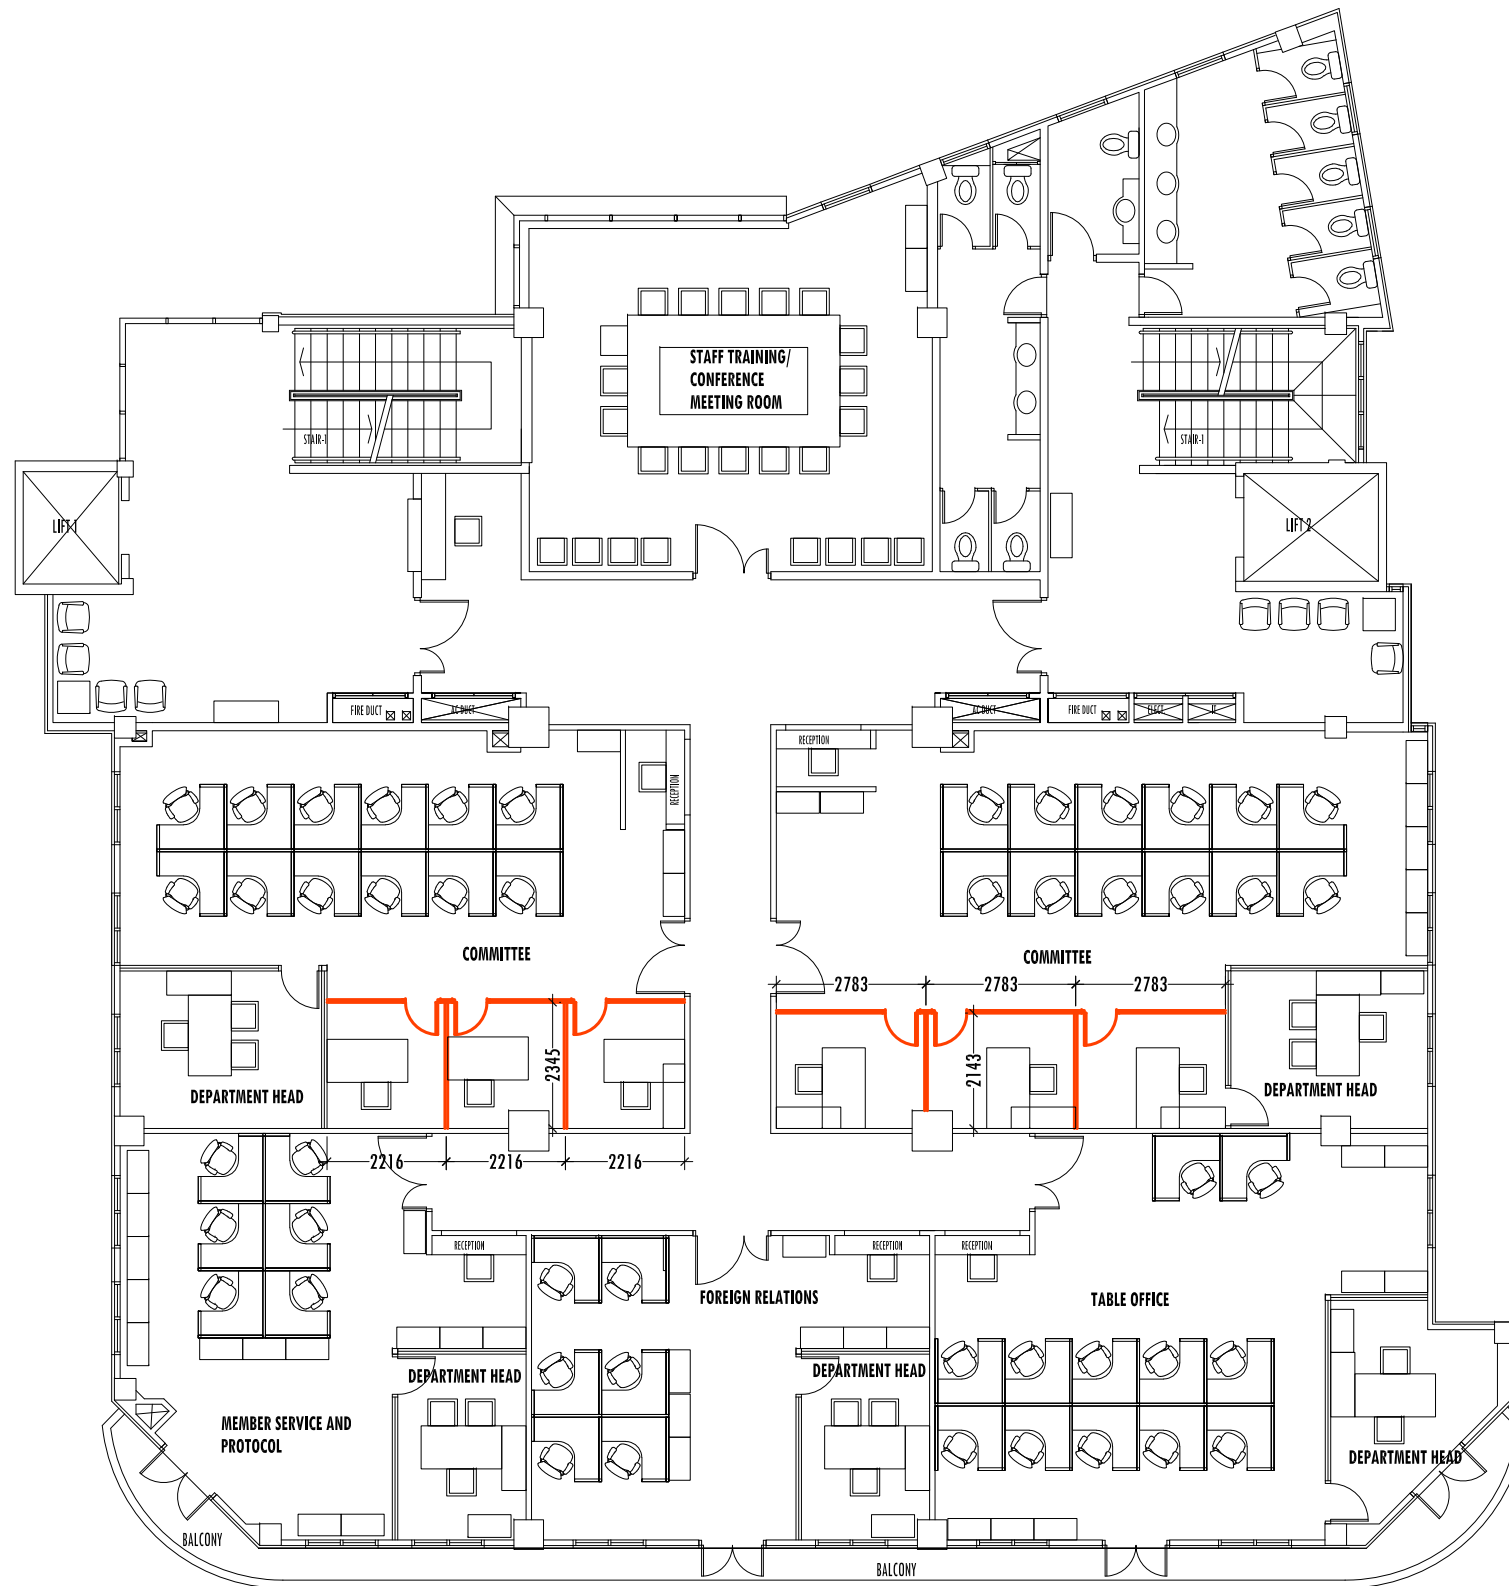 STAFF TRAINING/
CONFERENCE
MEETING ROOM
STAIR-1
STAIR-1
LIFT 1
LIFT 2
FIRE DUCT
AC DUCT
AC DUCT
FIRE DUCT
ELECT
IT
RECEPTION
RECEPTION
COMMITTEE
COMMITTEE
2783
2783
2783
2345
2143
DEPARTMENT HEAD
DEPARTMENT HEAD
2216
2216
2216
RECEPTION
RECEPTION
RECEPTION
FOREIGN RELATIONS
TABLE OFFICE
DEPARTMENT HEAD
DEPARTMENT HEAD
MEMBER SERVICE AND
PROTOCOL
DEPARTMENT HEAD
BALCONY
BALCONY